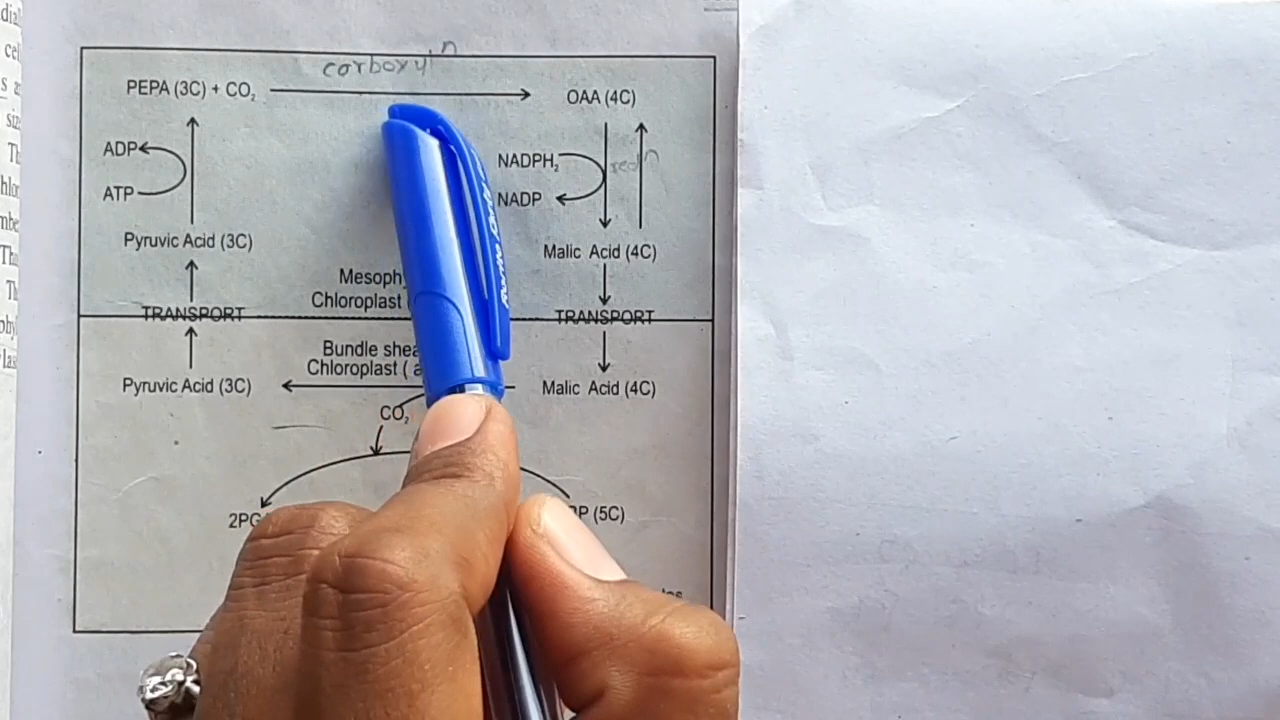 carboxylⁿ
PEPA (3C) + CO₂
OAA (4C)
ADP
ATP
NADPH₂
NADP
redⁿ
Pyruvic Acid (3C)
Malic Acid (4C)
Mesophy
Chloroplast (
TRANSPORT
TRANSPORT
Bundle shea
Chloroplast ( a
Pyruvic Acid (3C)
Malic Acid (4C)
CO₂
2PG
P (5C)